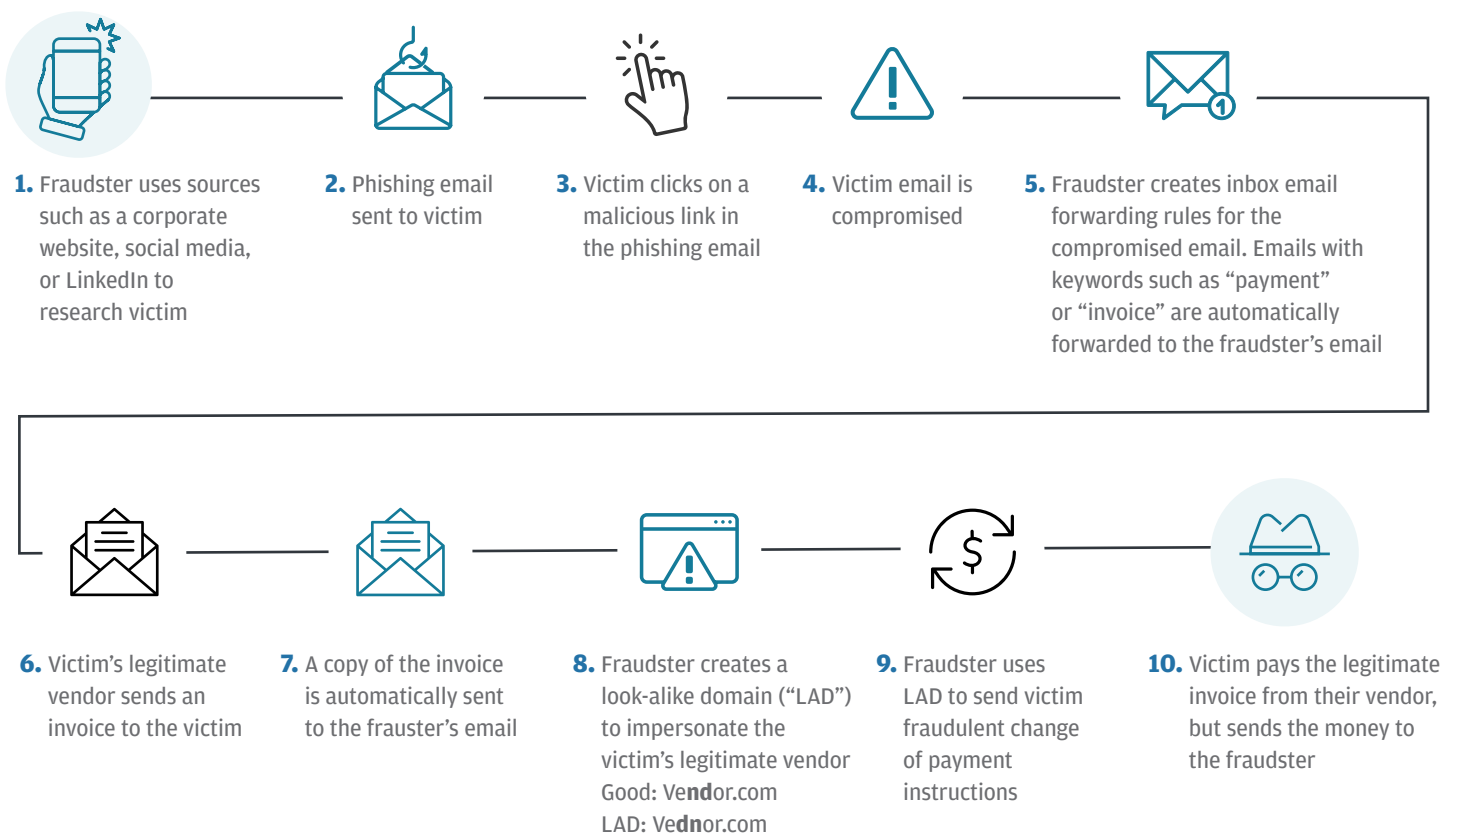 1. Fraudster uses sources
such as a corporate
website, social media,
or LinkedIn to
research victim
2. Phishing email
sent to victim
3. Victim clicks on a
malicious link in
the phishing email
4. Victim email is
compromised
1
5. Fraudster creates inbox email
forwarding rules for the
compromised email. Emails with
keywords such as “payment”
or “invoice” are automatically
forwarded to the fraudster’s email
6. Victim’s legitimate
vendor sends an
invoice to the victim
7. A copy of the invoice
is automatically sent
to the frauster’s email
8. Fraudster creates a
look-alike domain (“LAD”)
to impersonate the
victim’s legitimate vendor
Good: Vendor.com
LAD: Vednor.com
$
9. Fraudster uses
LAD to send victim
fraudulent change
of payment
instructions
10. Victim pays the legitimate
invoice from their vendor,
but sends the money to
the fraudster